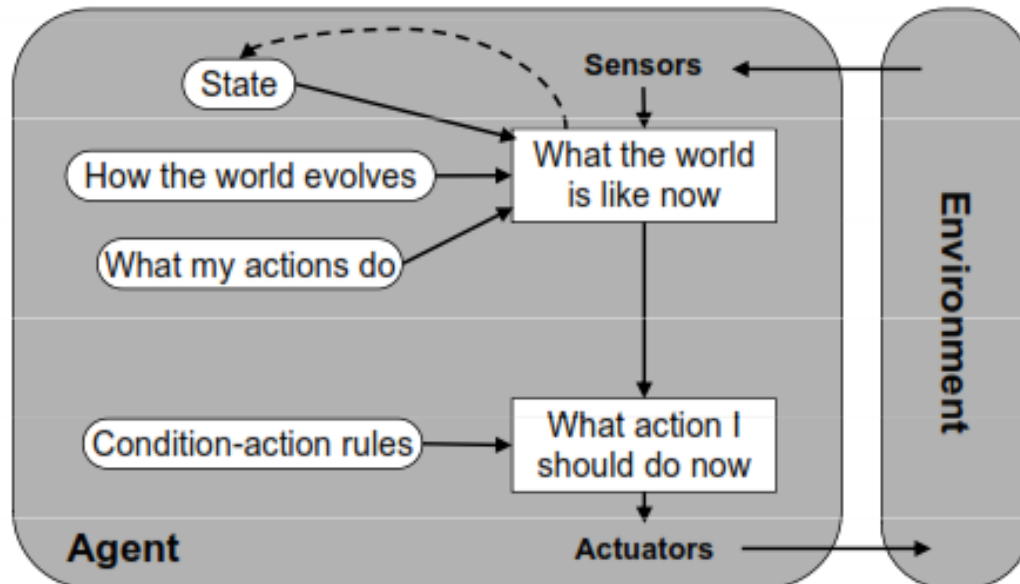 State
Sensors
How the world evolves
What the world
is like now
What my actions do
Environment
Condition-action rules
What action I
should do now
Agent
Actuators